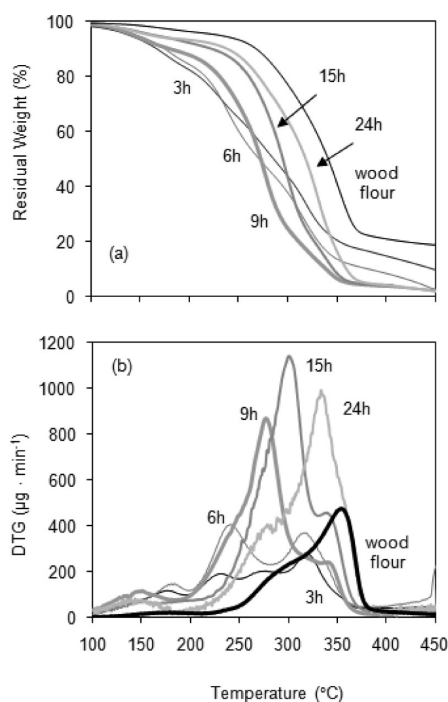 100
80
60
40
20
0
Residual Weight (%)
3h
15h
24h
6h
wood
flour
9h
(a)
1200
1000
800
600
400
200
0
DTG (µg · min⁻¹)
(b)
15h
9h
24h
6h
wood
flour
3h
100 150 200 250 300 350 400 450
Temperature (°C)